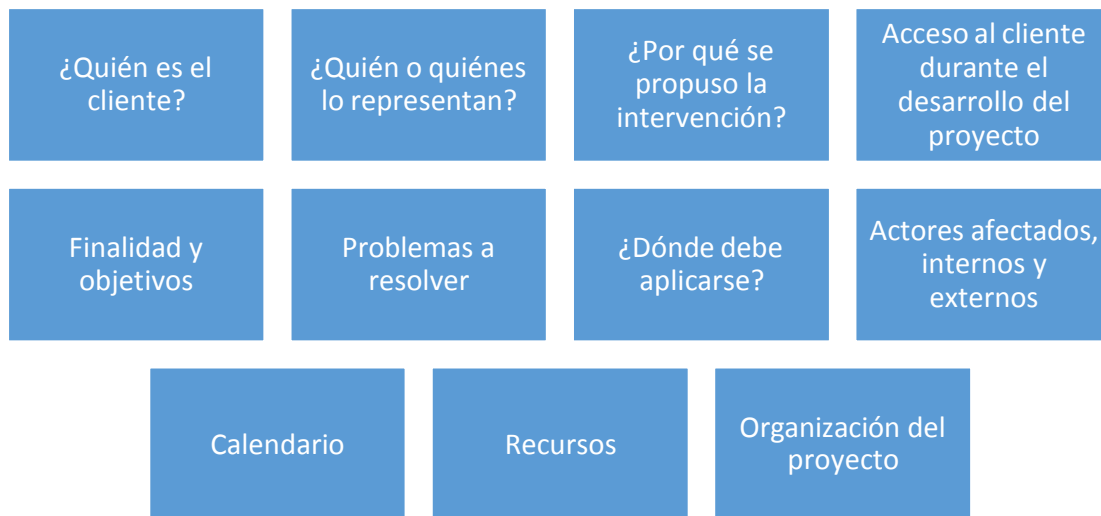 ¿Quién es el
cliente?
¿Quién o quiénes
lo representan?
¿Por qué se
propuso la
intervención?
Acceso al cliente
durante el
desarrollo del
proyecto
Finalidad y
objetivos
Problemas a
resolver
¿Dónde debe
aplicarse?
Actores afectados,
internos y
externos
Calendario
Recursos
Organización del
proyecto